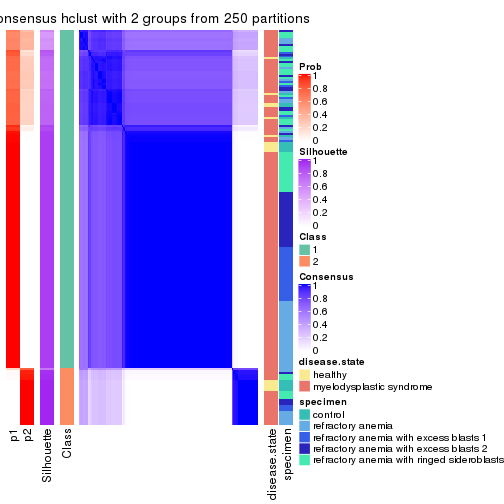 onsensus hclust with 2 groups from 250 partitions
Prob
1
0.8
0.6
0.4
0.2
0
Silhouette
1
0.8
0.6
0.4
0.2
0
Class
1
2
Consensus
1
0.8
0.6
0.4
0.2
0
disease.state
healthy
myelodysplastic syndrome
specimen
control
refractory anemia
refractory anemia with excess blasts 1
refractory anemia with excess blasts 2
refractory anemia with ringed sideroblasts
p1
p2
Silhouette
Class
disease.state
specimen